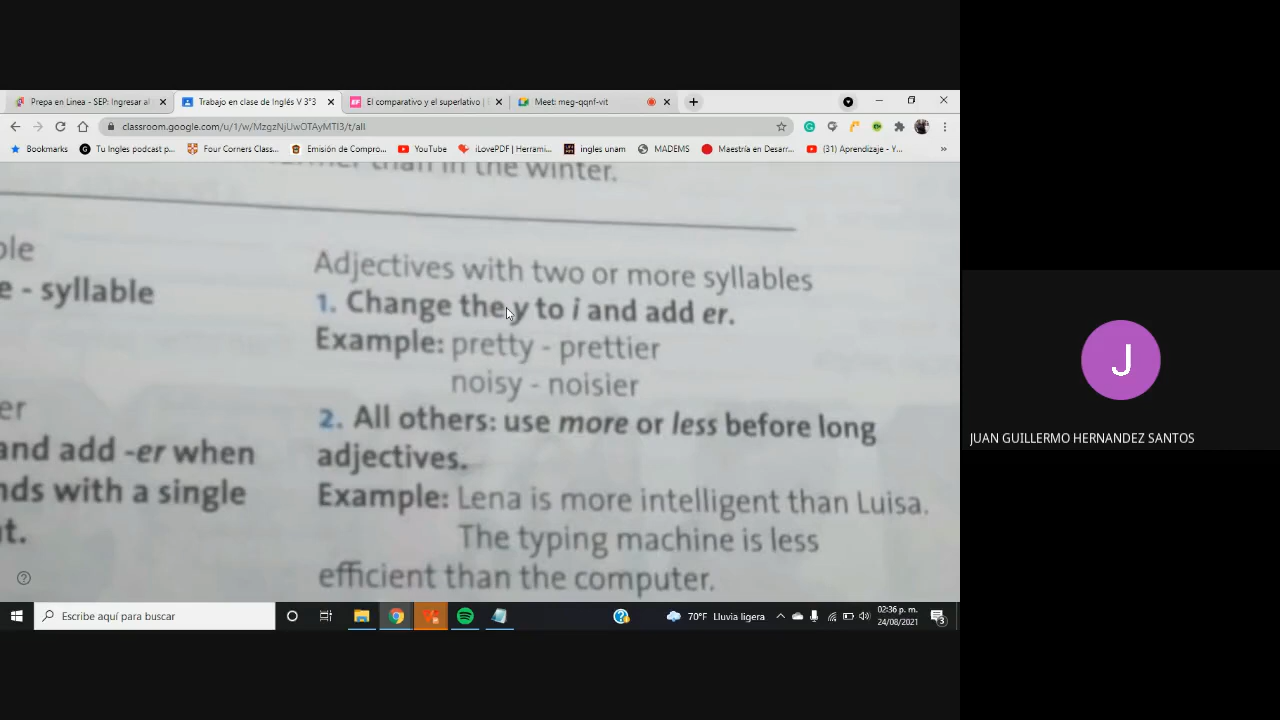 Prepa en Linea - SEP: Ingresar al
Trabajo en clase de Inglés V 3°3
El comparativo y el superlativo |
Meet: meg-qqnf-vit
classroom.google.com/u/1/w/MzgzNjUwOTAyMTI3/t/all
Bookmarks
Tu Ingles podcast p...
Four Corners Class...
Emisión de Compro...
YouTube
iLovePDF | Herrami...
ingles unam
MADEMS
Maestría en Desarr...
(31) Aprendizaje - Y...
than in the winter.
Adjectives with two or more syllables
e - syllable
1. Change the y to i and add er.
Example: pretty - prettier
noisy - noisier
er
2. All others: use more or less before long
and add -er when
adjectives.
nds with a single
Example: Lena is more intelligent than Luisa.
t.
The typing machine is less
efficient than the computer.
J
JUAN GUILLERMO HERNANDEZ SANTOS
Escribe aquí para buscar
70°F Lluvia ligera
02:36 p. m.
24/08/2021
3